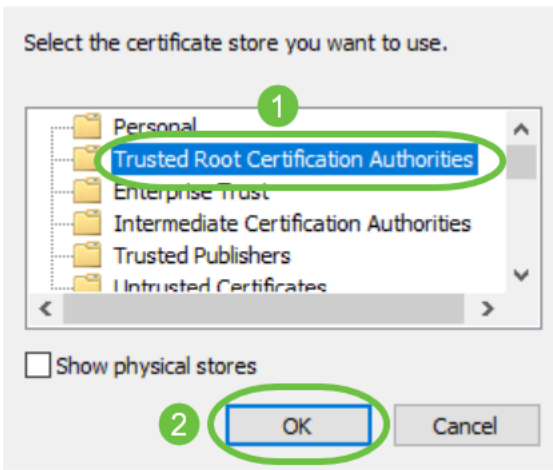 Select the certificate store you want to use.
1
Personal
Trusted Root Certification Authorities
Enterprise Trust
Intermediate Certification Authorities
Trusted Publishers
Untrusted Certificates
Show physical stores
2 OK Cancel